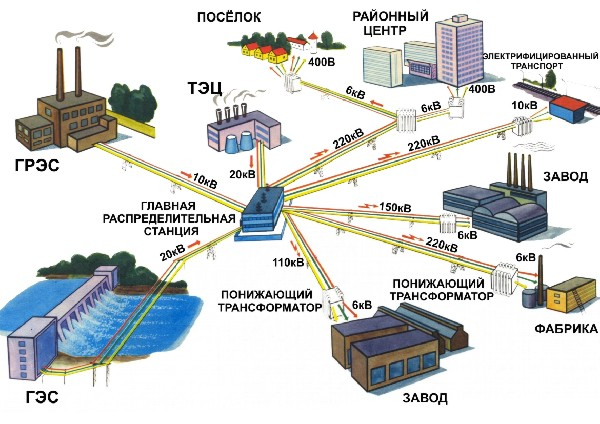 ПОСЁЛОК
РАЙОННЫЙ
ЦЕНТР
ЭЛЕКТРИФИЦИРОВАННЫЙ
ТРАНСПОРТ
400В
400В
ТЭЦ
6кВ
6кВ
10кВ
220кВ
220кВ
ГРЭС
10кВ
20кВ
ЗАВОД
ГЛАВНАЯ
РАСПРЕДЕЛИТЕЛЬНАЯ
СТАНЦИЯ
150кВ
6кВ
20кВ
220кВ
6кВ
110кВ
ПОНИЖАЮЩИЙ
ТРАНСФОРМАТОР
6кВ
ПОНИЖАЮЩИЙ
ТРАНСФОРМАТОР
ФАБРИКА
ГЭС
ЗАВОД